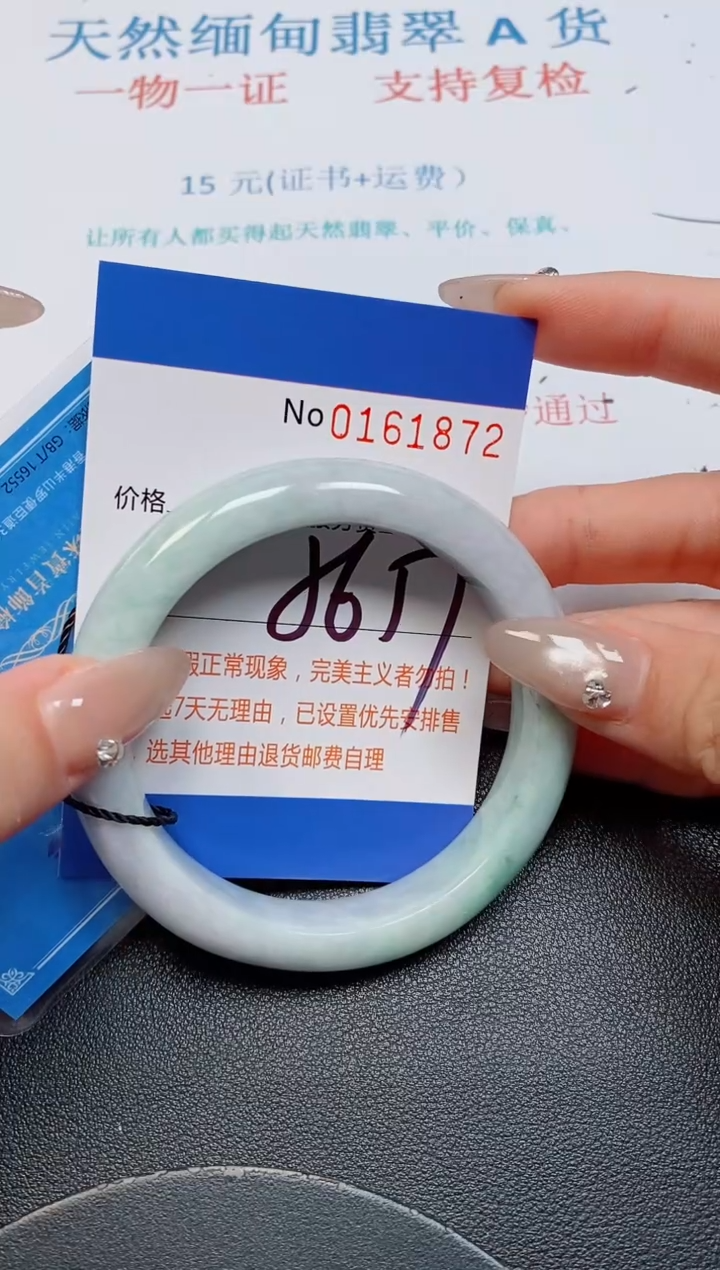 天然缅甸翡翠 A 货
一物一证 支持复检
15 元(证书+运费)
让所有人都买得起天然翡翠、平价、保真、
通过
No 0161872
价格
正常现象，完美主义者勿拍！
7天无理由，已设置优先安排售
选其他理由退货邮费自理
GB/T 16552